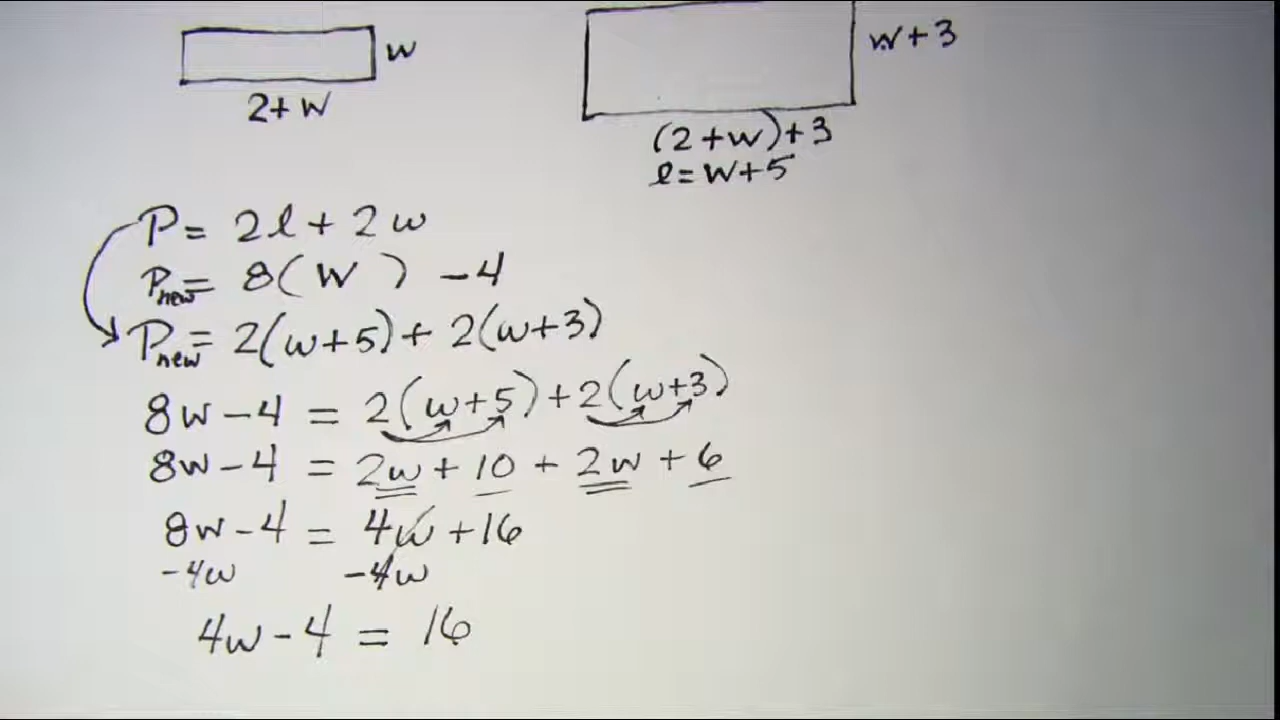 w
w+3
2+w
(2+w)+3
l=w+5
P= 2l+2w
Pnew= 8(w) -4
Pnew= 2(w+5)+ 2(w+3)
8w-4 = 2(w+5)+2(w+3)
8w-4 = 2w+10+2w+6
8w-4 = 4w+16
-4w -4w
4w-4 = 16